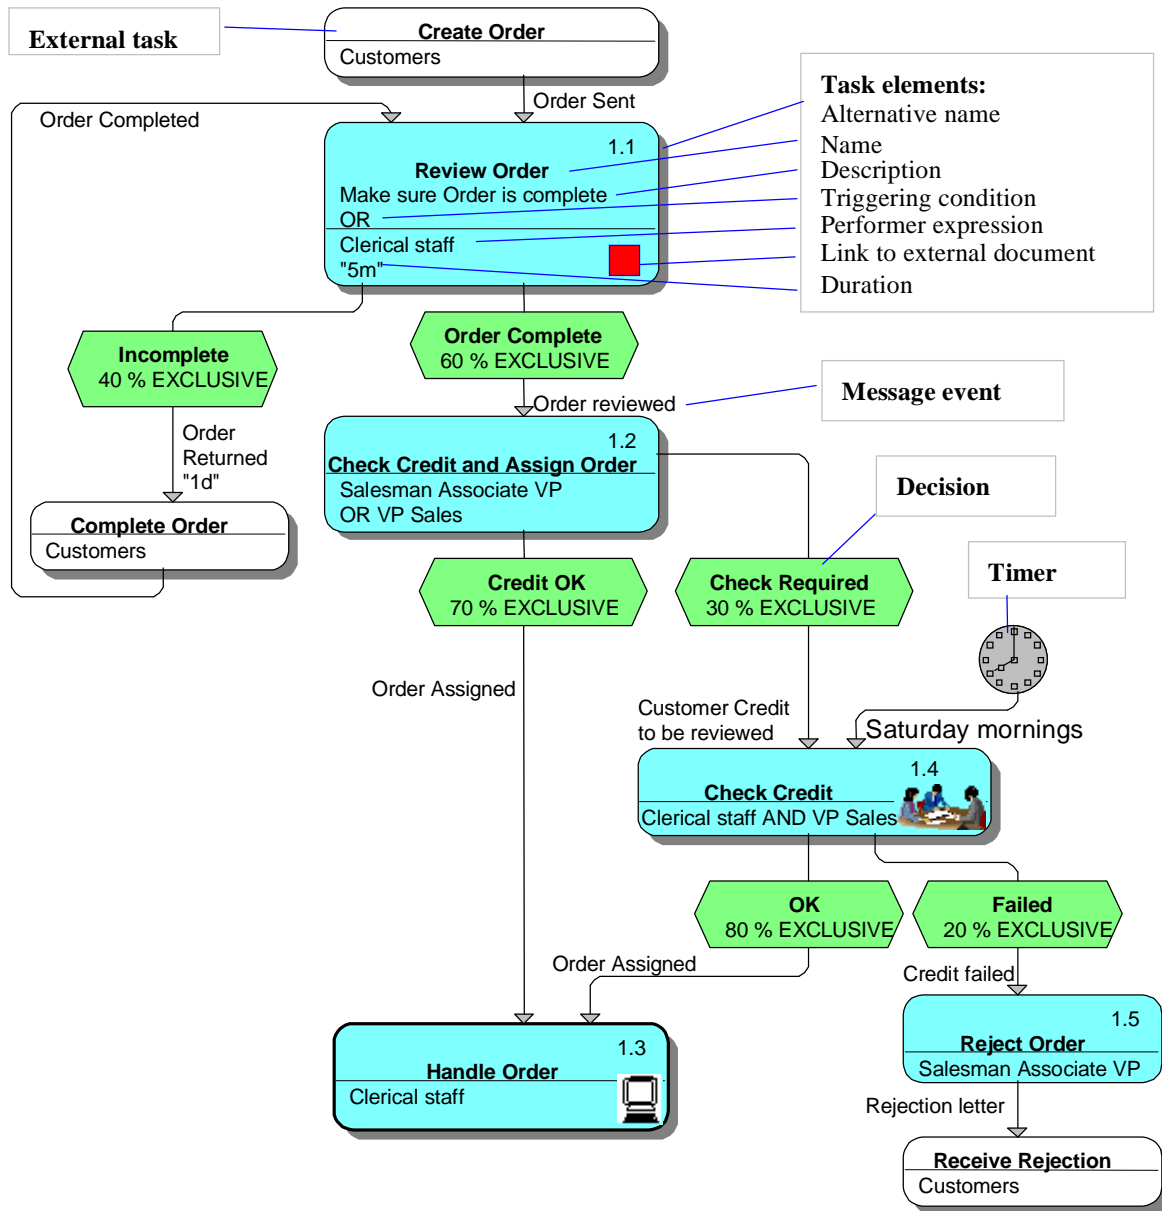 External task
Create Order
Customers
Order Completed
Order Sent
Task elements:
Alternative name
Name
Description
Triggering condition
Performer expression
Link to external document
Duration
1.1
Review Order
Make sure Order is complete
OR
Clerical staff
"5m"
Incomplete
40 % EXCLUSIVE
Order Complete
60 % EXCLUSIVE
Order reviewed
Message event
Order
Returned
"1d"
1.2
Check Credit and Assign Order
Salesman Associate VP
OR VP Sales
Decision
Complete Order
Customers
Credit OK
70 % EXCLUSIVE
Check Required
30 % EXCLUSIVE
Timer
Order Assigned
Customer Credit
to be reviewed
Saturday mornings
1.4
Check Credit
Clerical staff AND VP Sales
OK
80 % EXCLUSIVE
Failed
20 % EXCLUSIVE
Order Assigned
Credit failed
1.3
Handle Order
Clerical staff
1.5
Reject Order
Salesman Associate VP
Rejection letter
Receive Rejection
Customers